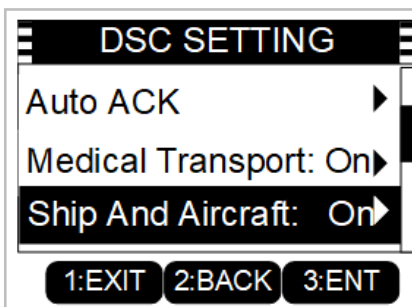 DSC SETTING
Auto ACK
Medical Transport: On
Ship And Aircraft: On
1:EXIT 2:BACK 3:ENT